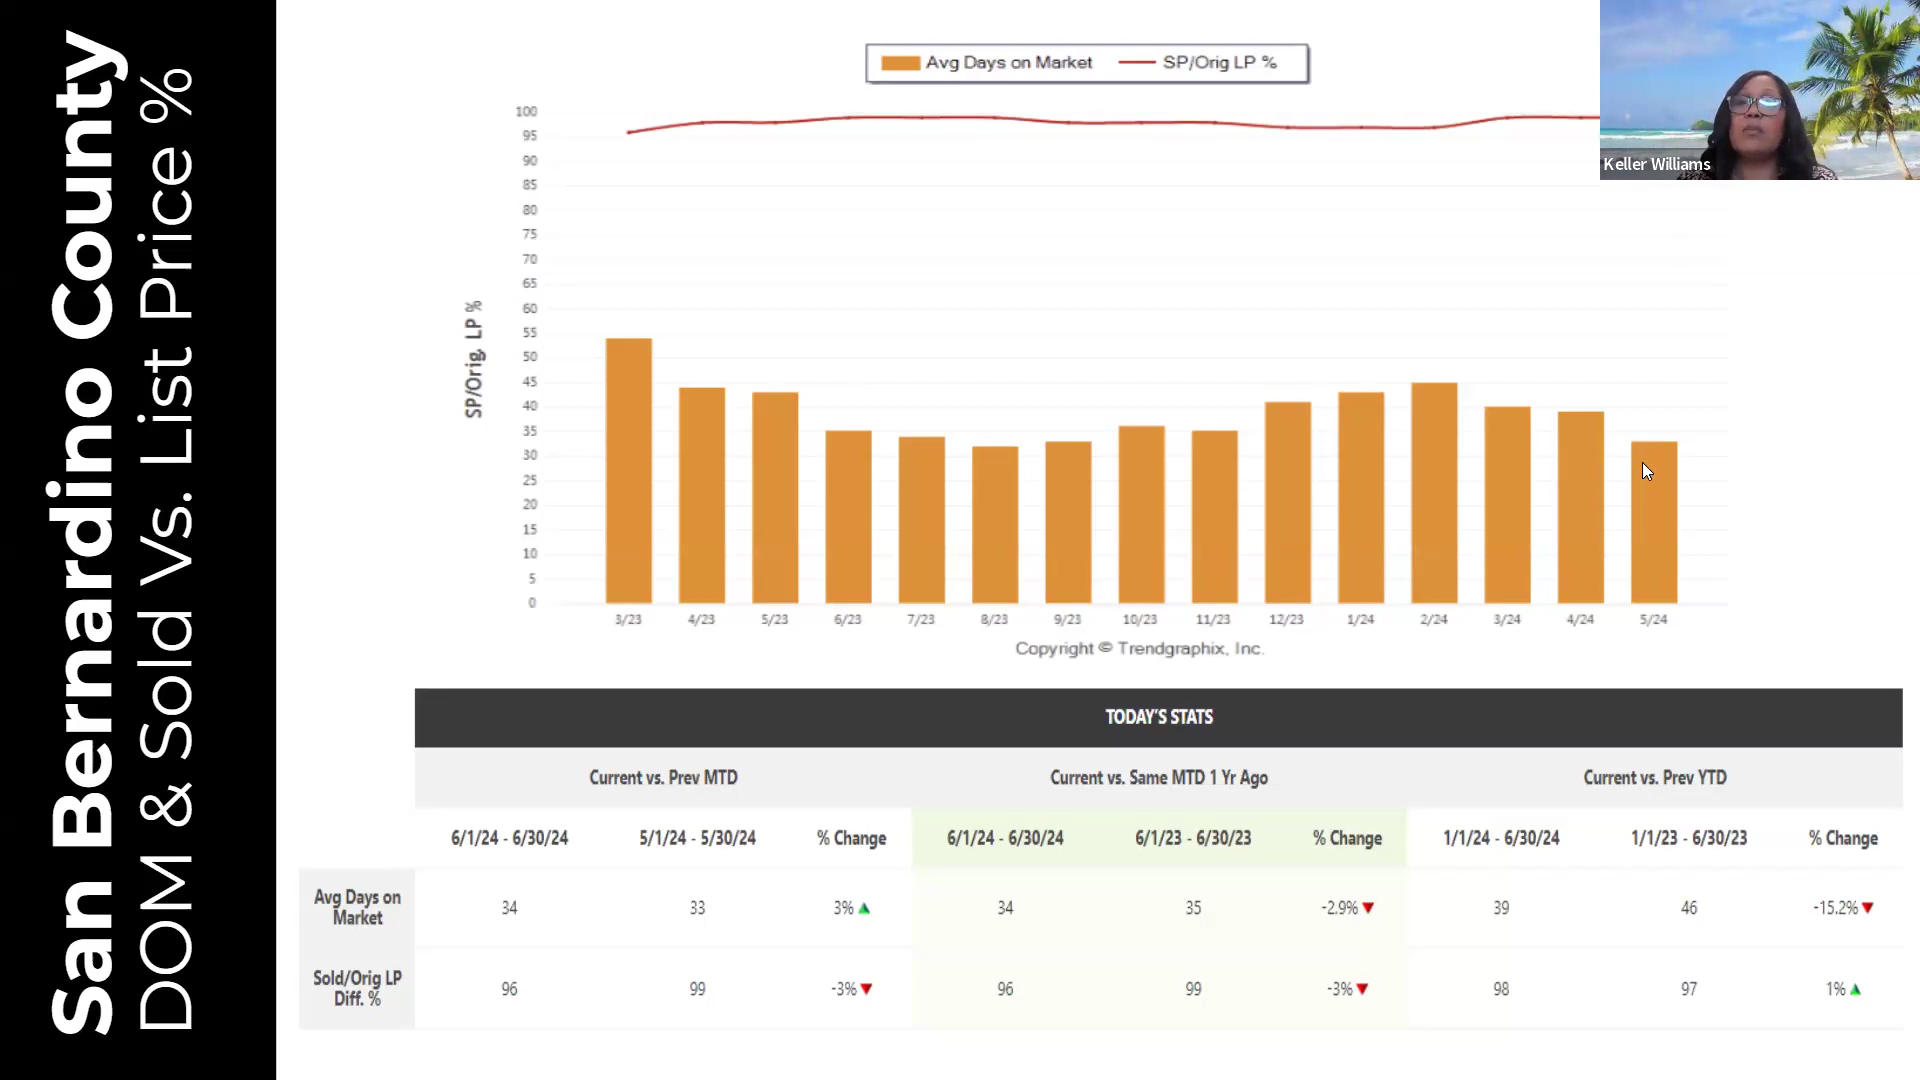 San Bernardino County
DOM & Sold Vs. List Price %
Avg Days on Market
SP/Orig LP %
Keller Williams
SP/Orig. LP %
100
95
90
85
80
75
70
65
60
55
50
45
40
35
30
25
20
15
10
5
0
3/23 4/23 5/23 6/23 7/23 8/23 9/23 10/23 11/23 12/23 1/24 2/24 3/24 4/24 5/24
Copyright © Trendgraphix, Inc.
TODAY'S STATS
Current vs. Prev MTD Current vs. Same MTD 1 Yr Ago Current vs. Prev YTD
6/1/24 - 6/30/24 5/1/24 - 5/30/24 % Change 6/1/24 - 6/30/24 6/1/23 - 6/30/23 % Change 1/1/24 - 6/30/24 1/1/23 - 6/30/23 % Change
Avg Days on
Market
34 33 3% 34 35 -2.9% 39 46 -15.2%
Sold/Orig LP
Diff. %
96 99 -3% 96 99 -3% 98 97 1%